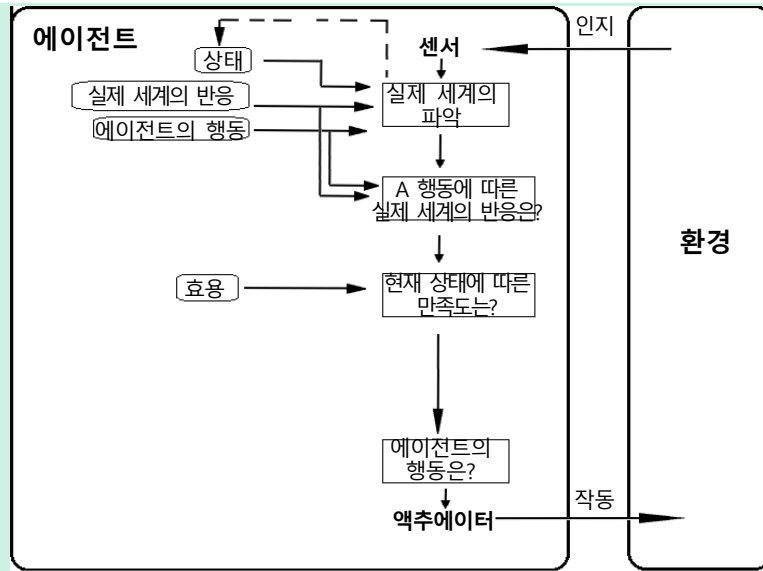 에이전트
인지
센서
상태
실제 세계의 반응
실제 세계의
파악
에이전트의 행동
A 행동에 따른
실제 세계의 반응은?
환경
효용
현재 상태에 따른
만족도는?
에이전트의
행동은?
액추에이터
작동